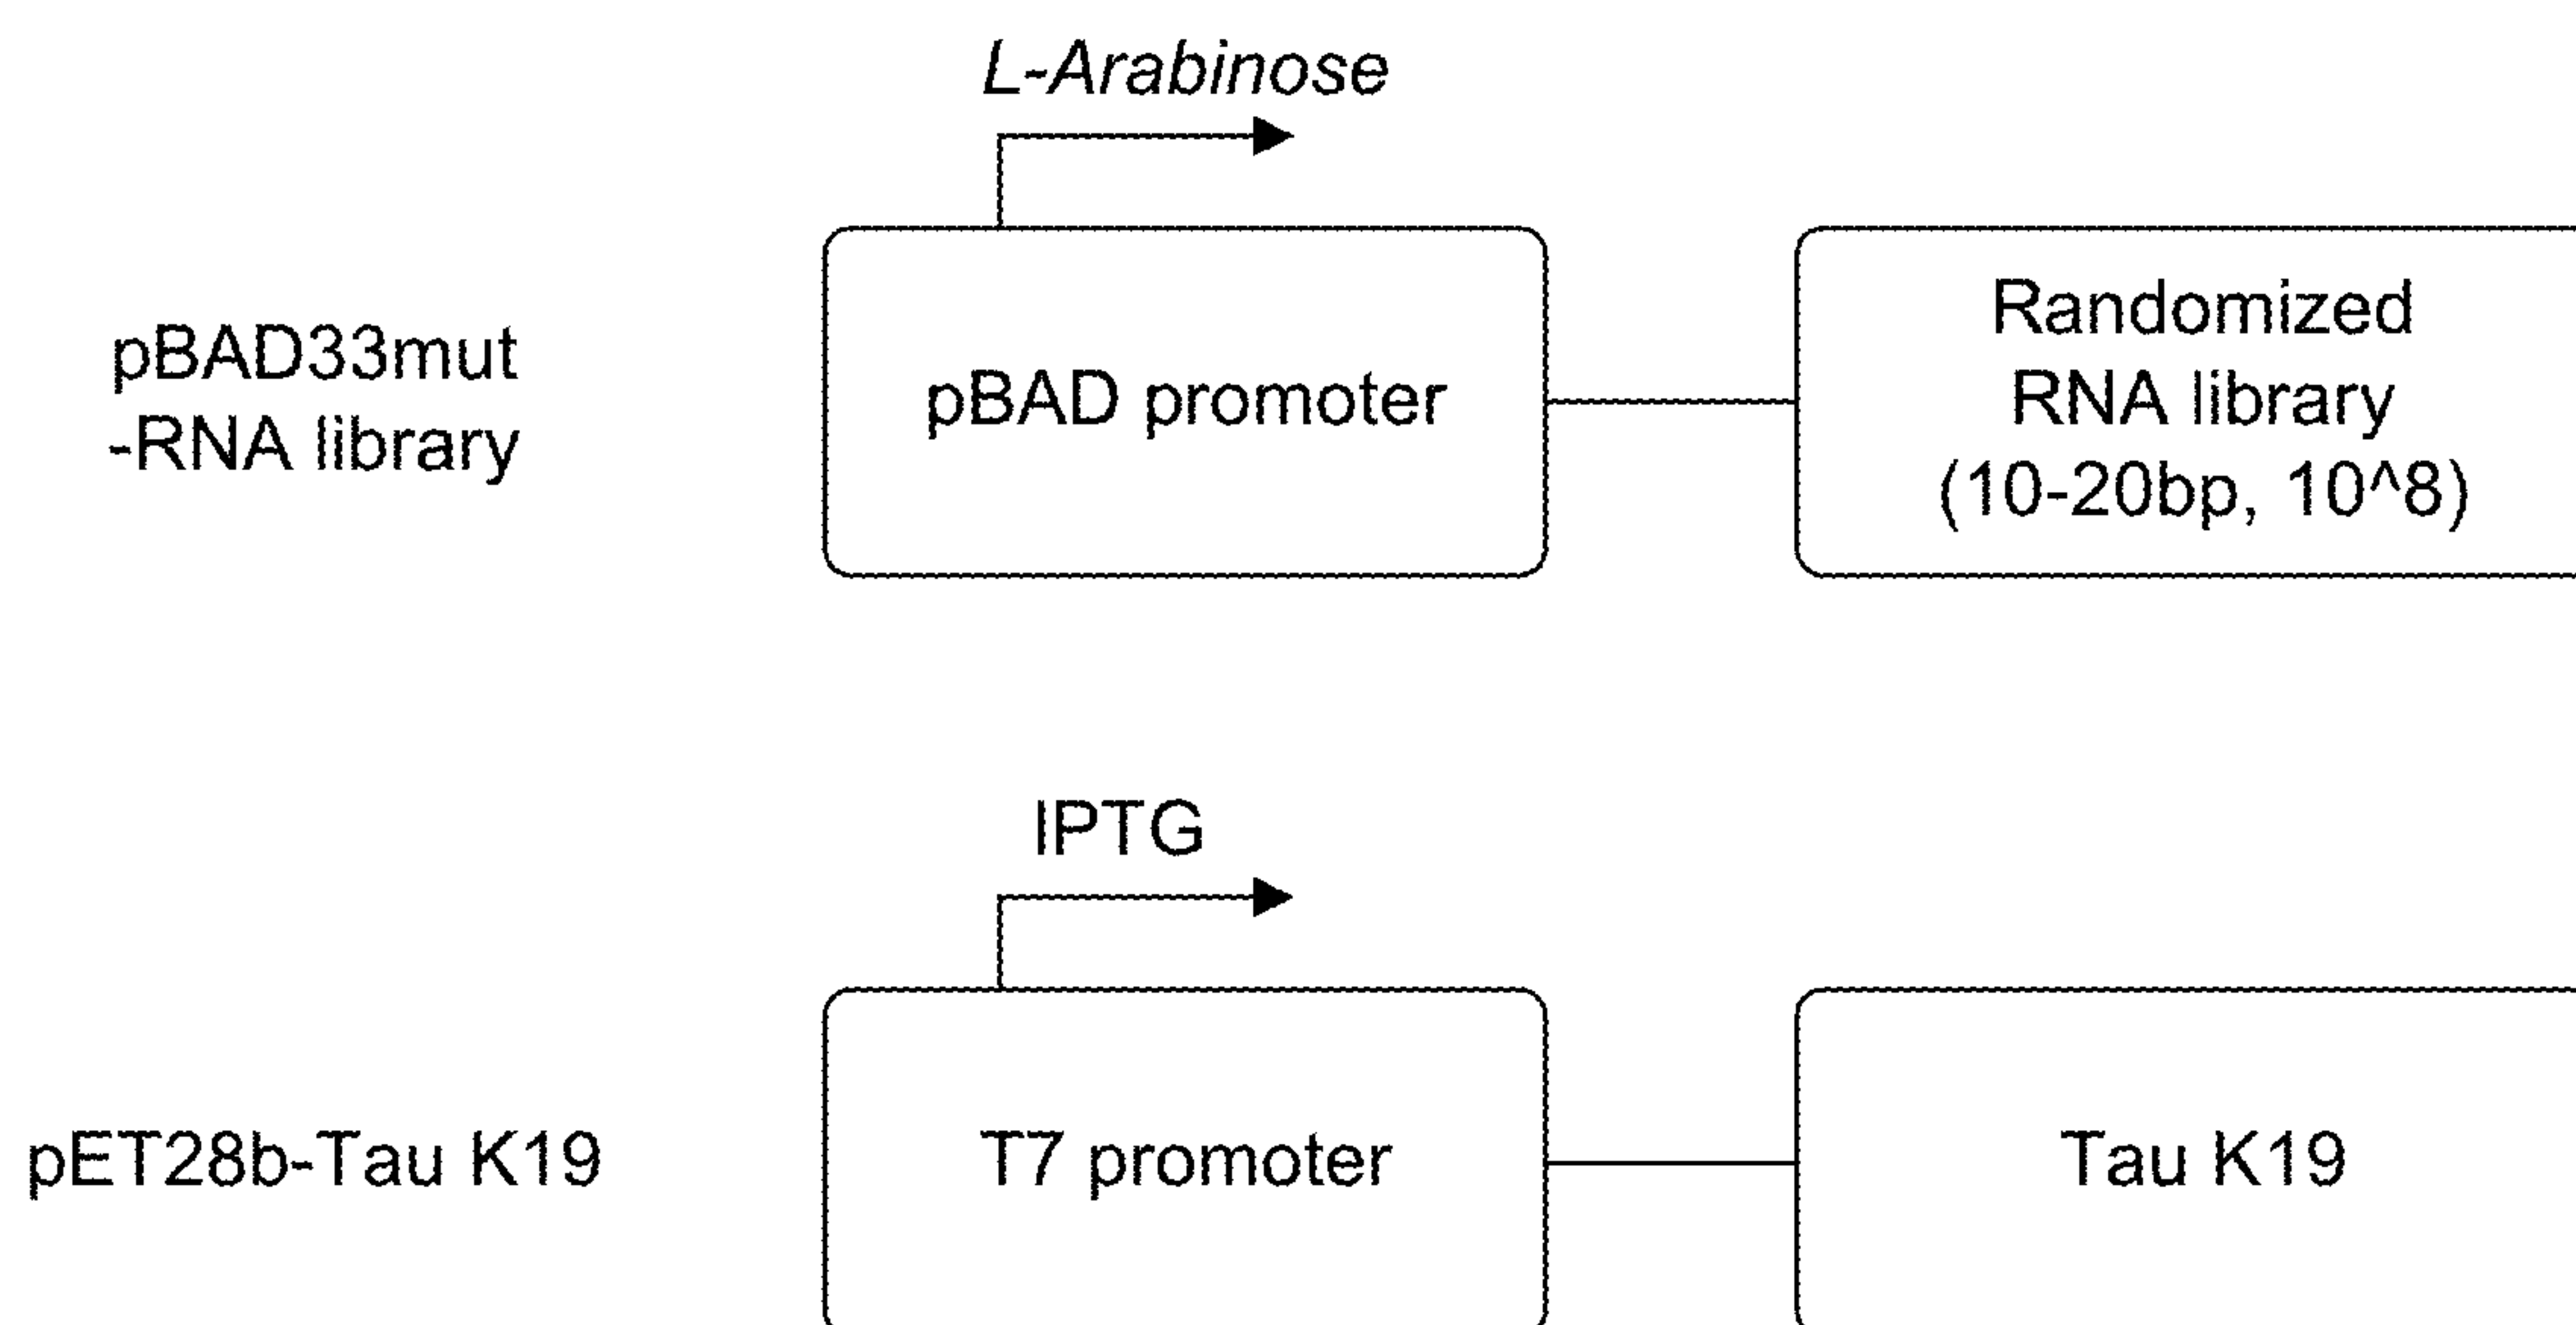 L-Arabinose
pBAD33mut
-RNA library
pBAD promoter
Randomized
RNA library
(10-20bp, 10^8)
IPTG
pET28b-Tau K19
T7 promoter
Tau K19